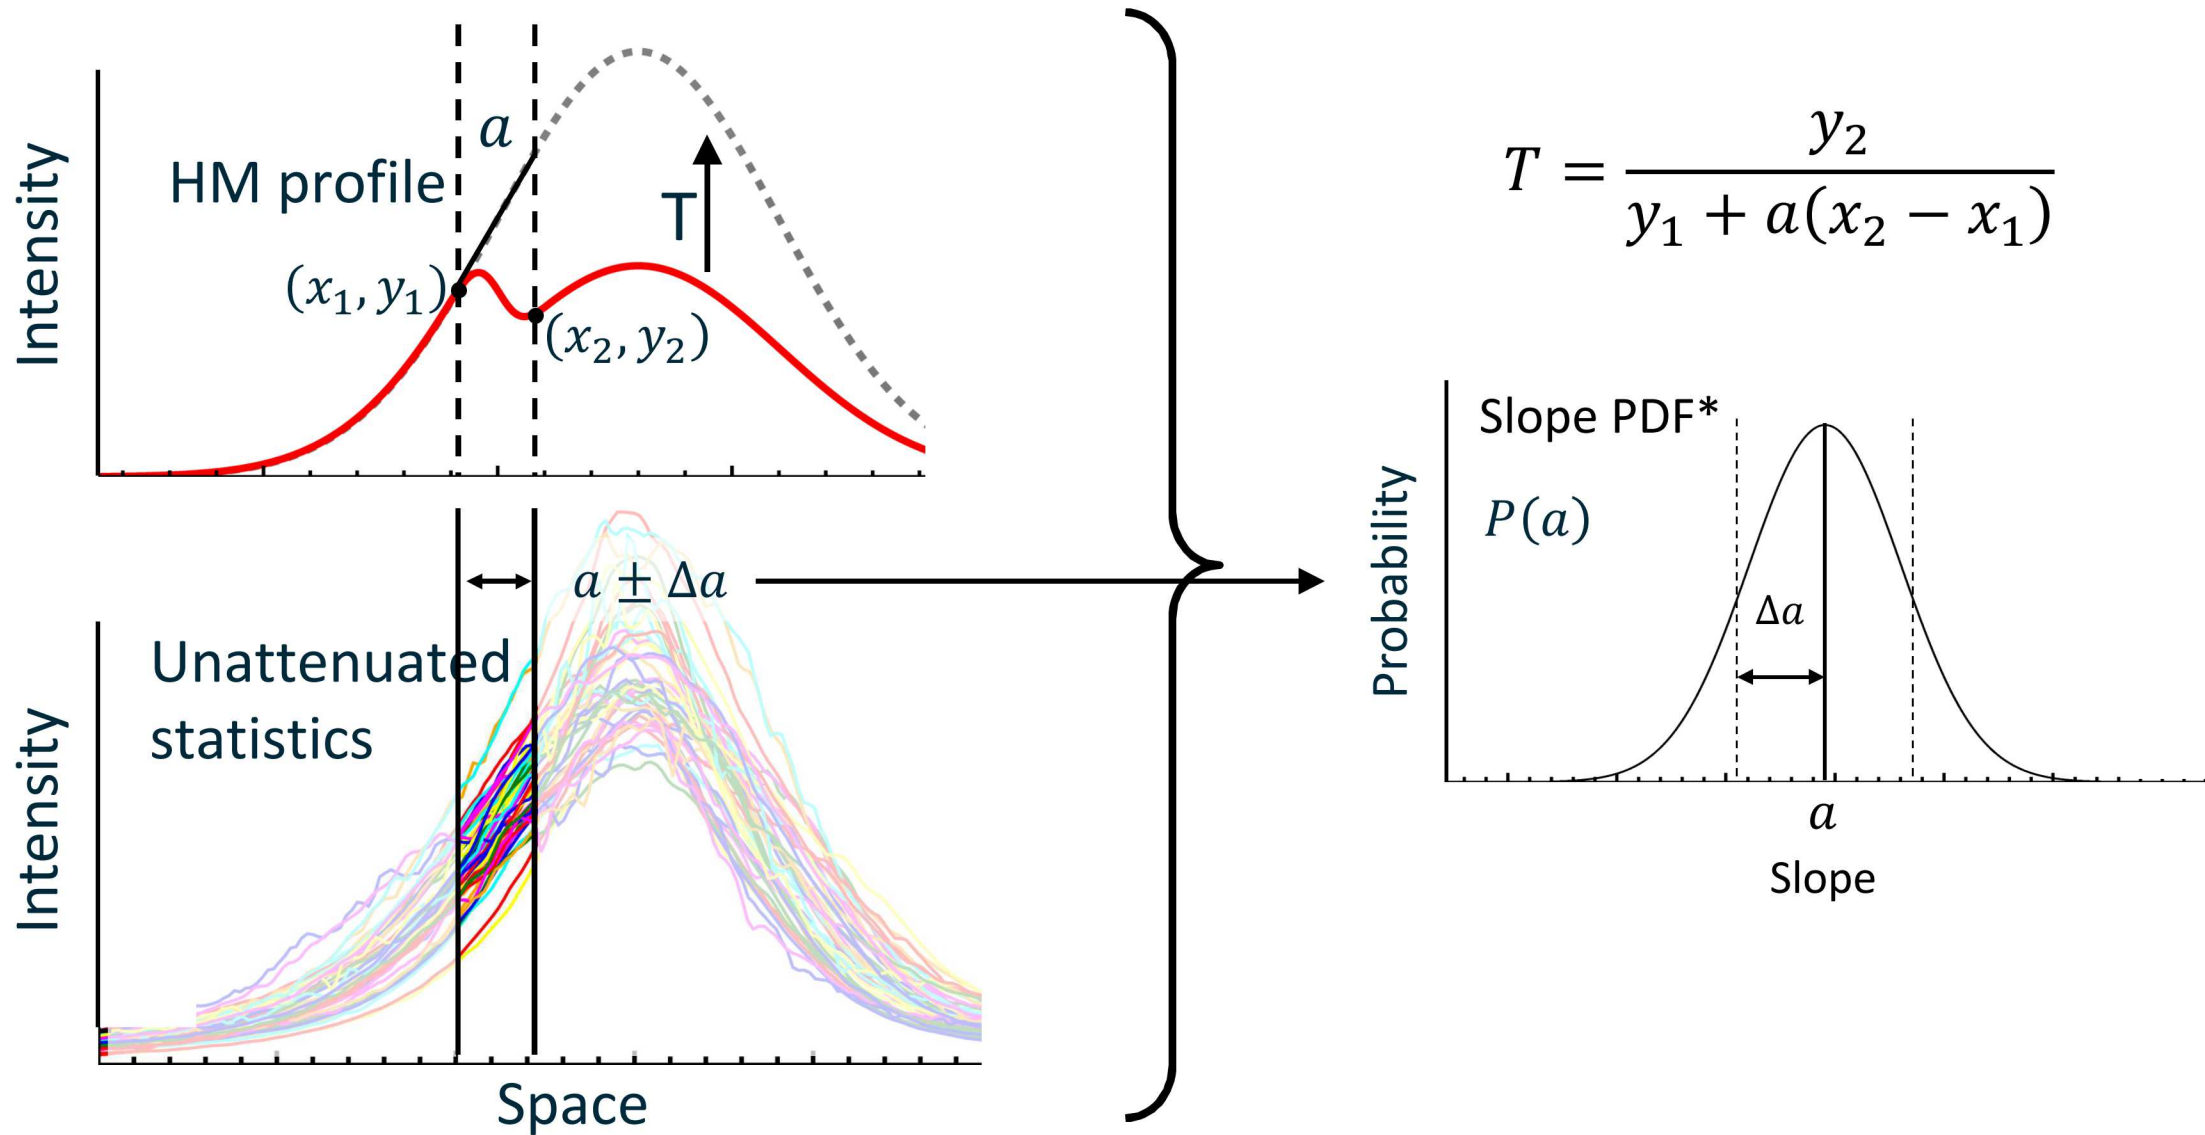 Intensity
HM profile
a
T
(x₁, y₁)
(x₂, y₂)
Intensity
Unattenuated
statistics
a ± Δa
Space
T = y₂ / y₁ + a(x₂ − x₁)
Slope PDF*
P(a)
Probability
Δa
a
Slope